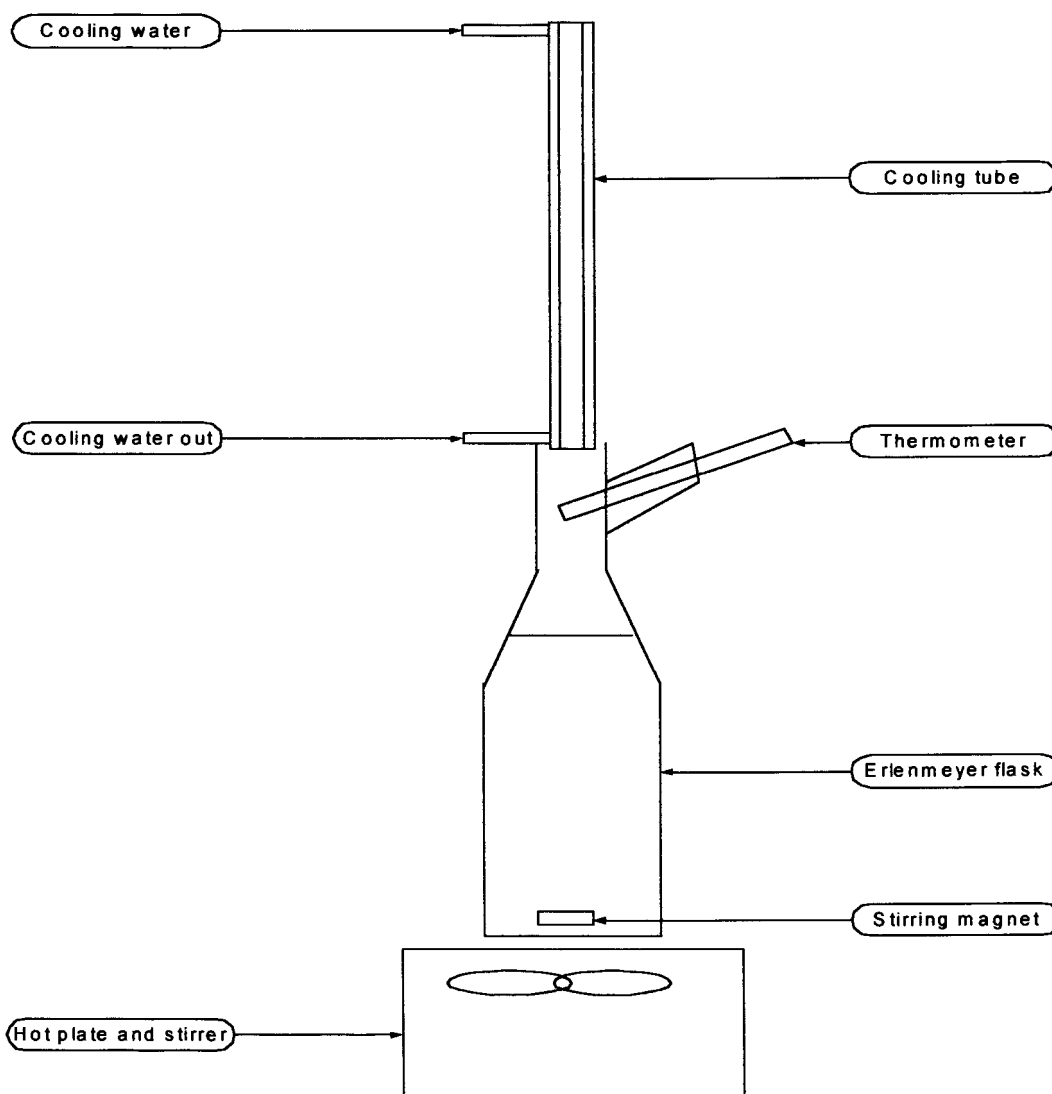 Cooling water
Cooling tube
Cooling water out
Thermometer
Erlenmeyer flask
Stirring magnet
Hot plate and stirrer